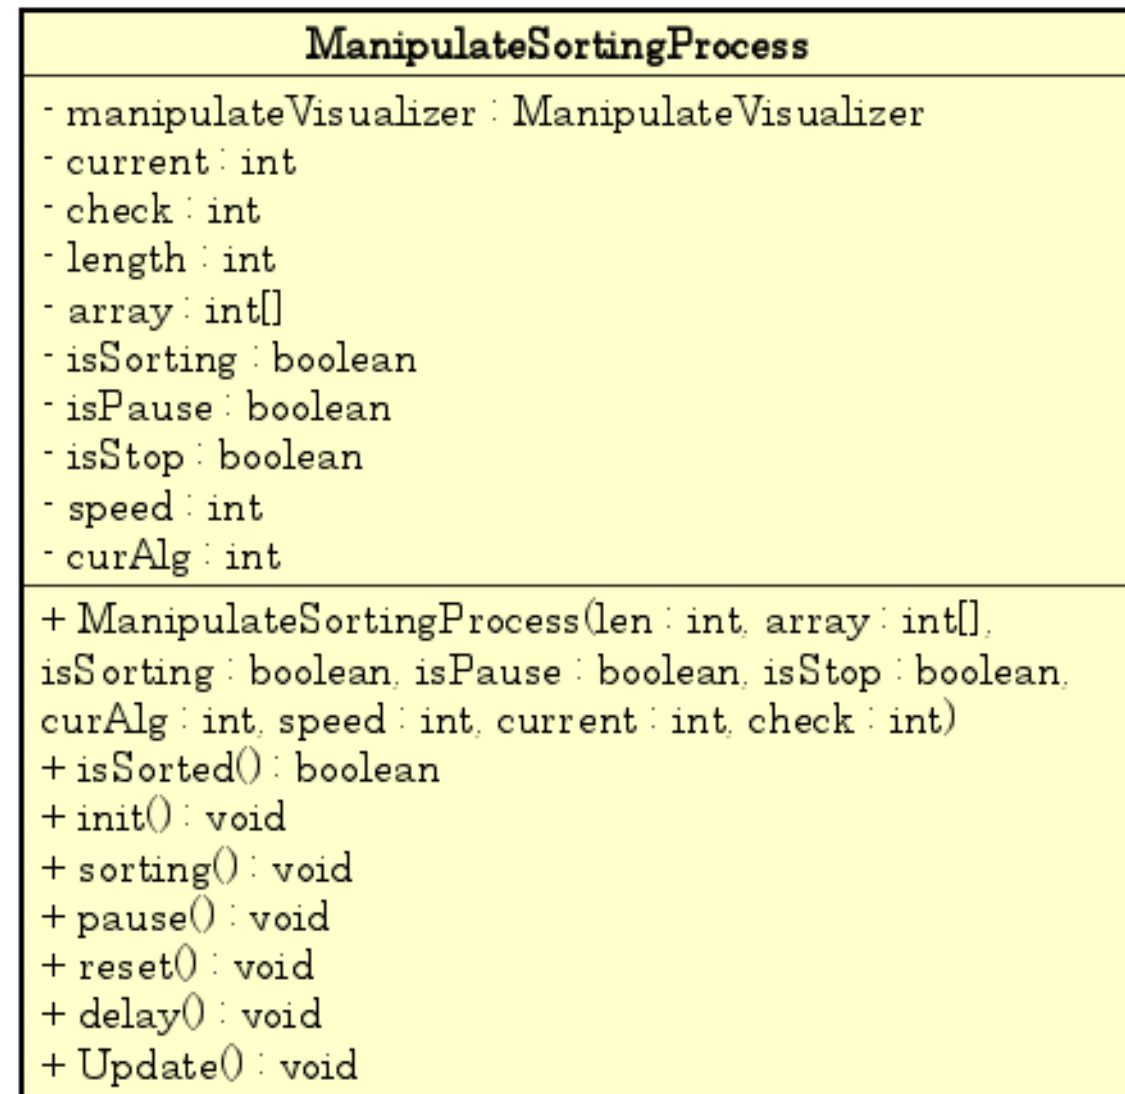 ManipulateSortingProcess
- manipulateVisualizer : ManipulateVisualizer
- current : int
- check : int
- length : int
- array : int[]
- isSorting : boolean
- isPause : boolean
- isStop : boolean
- speed : int
- curAlg : int
+ ManipulateSortingProcess(len : int, array : int[],
isSorting : boolean, isPause : boolean, isStop : boolean,
curAlg : int, speed : int, current : int, check : int)
+ isSorted() : boolean
+ init() : void
+ sorting() : void
+ pause() : void
+ reset() : void
+ delay() : void
+ Update() : void